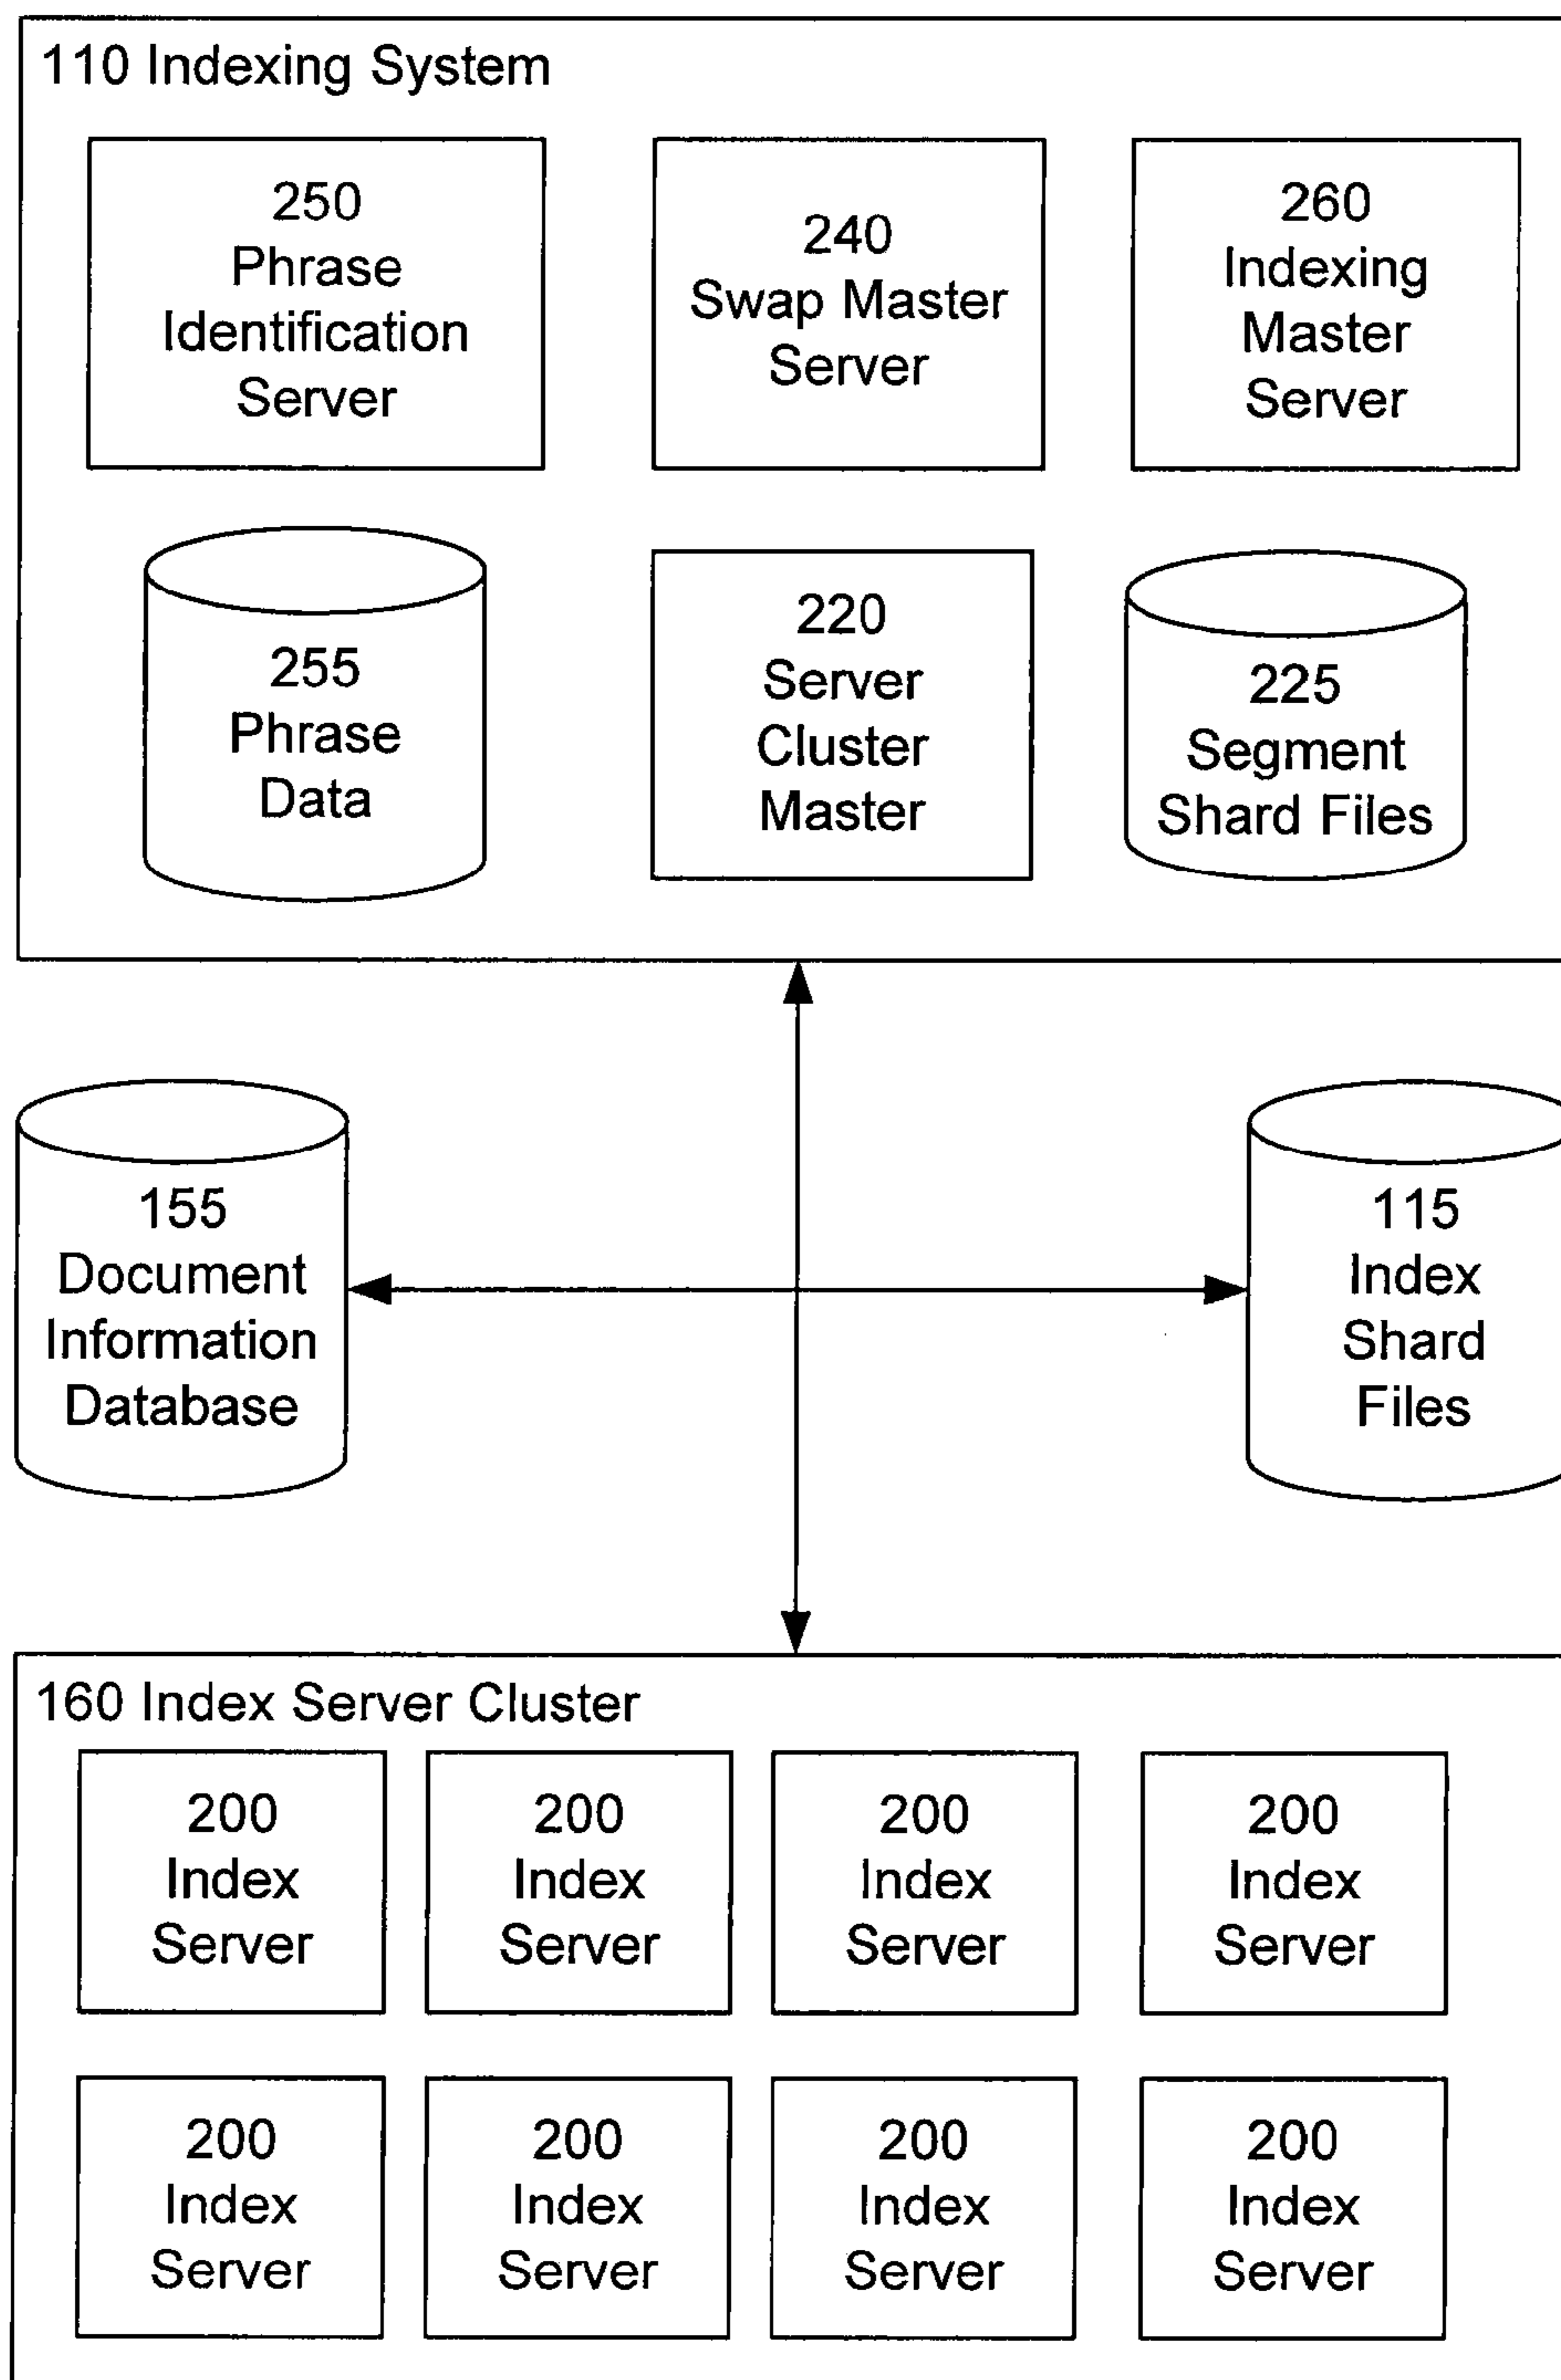 110 Indexing System
250
Phrase
Identification
Server
240
Swap Master
Server
260
Indexing
Master
Server
255
Phrase
Data
220
Server
Cluster
Master
225
Segment
Shard Files
155
Document
Information
Database
115
Index
Shard
Files
160 Index Server Cluster
200
Index
Server
200
Index
Server
200
Index
Server
200
Index
Server
200
Index
Server
200
Index
Server
200
Index
Server
200
Index
Server